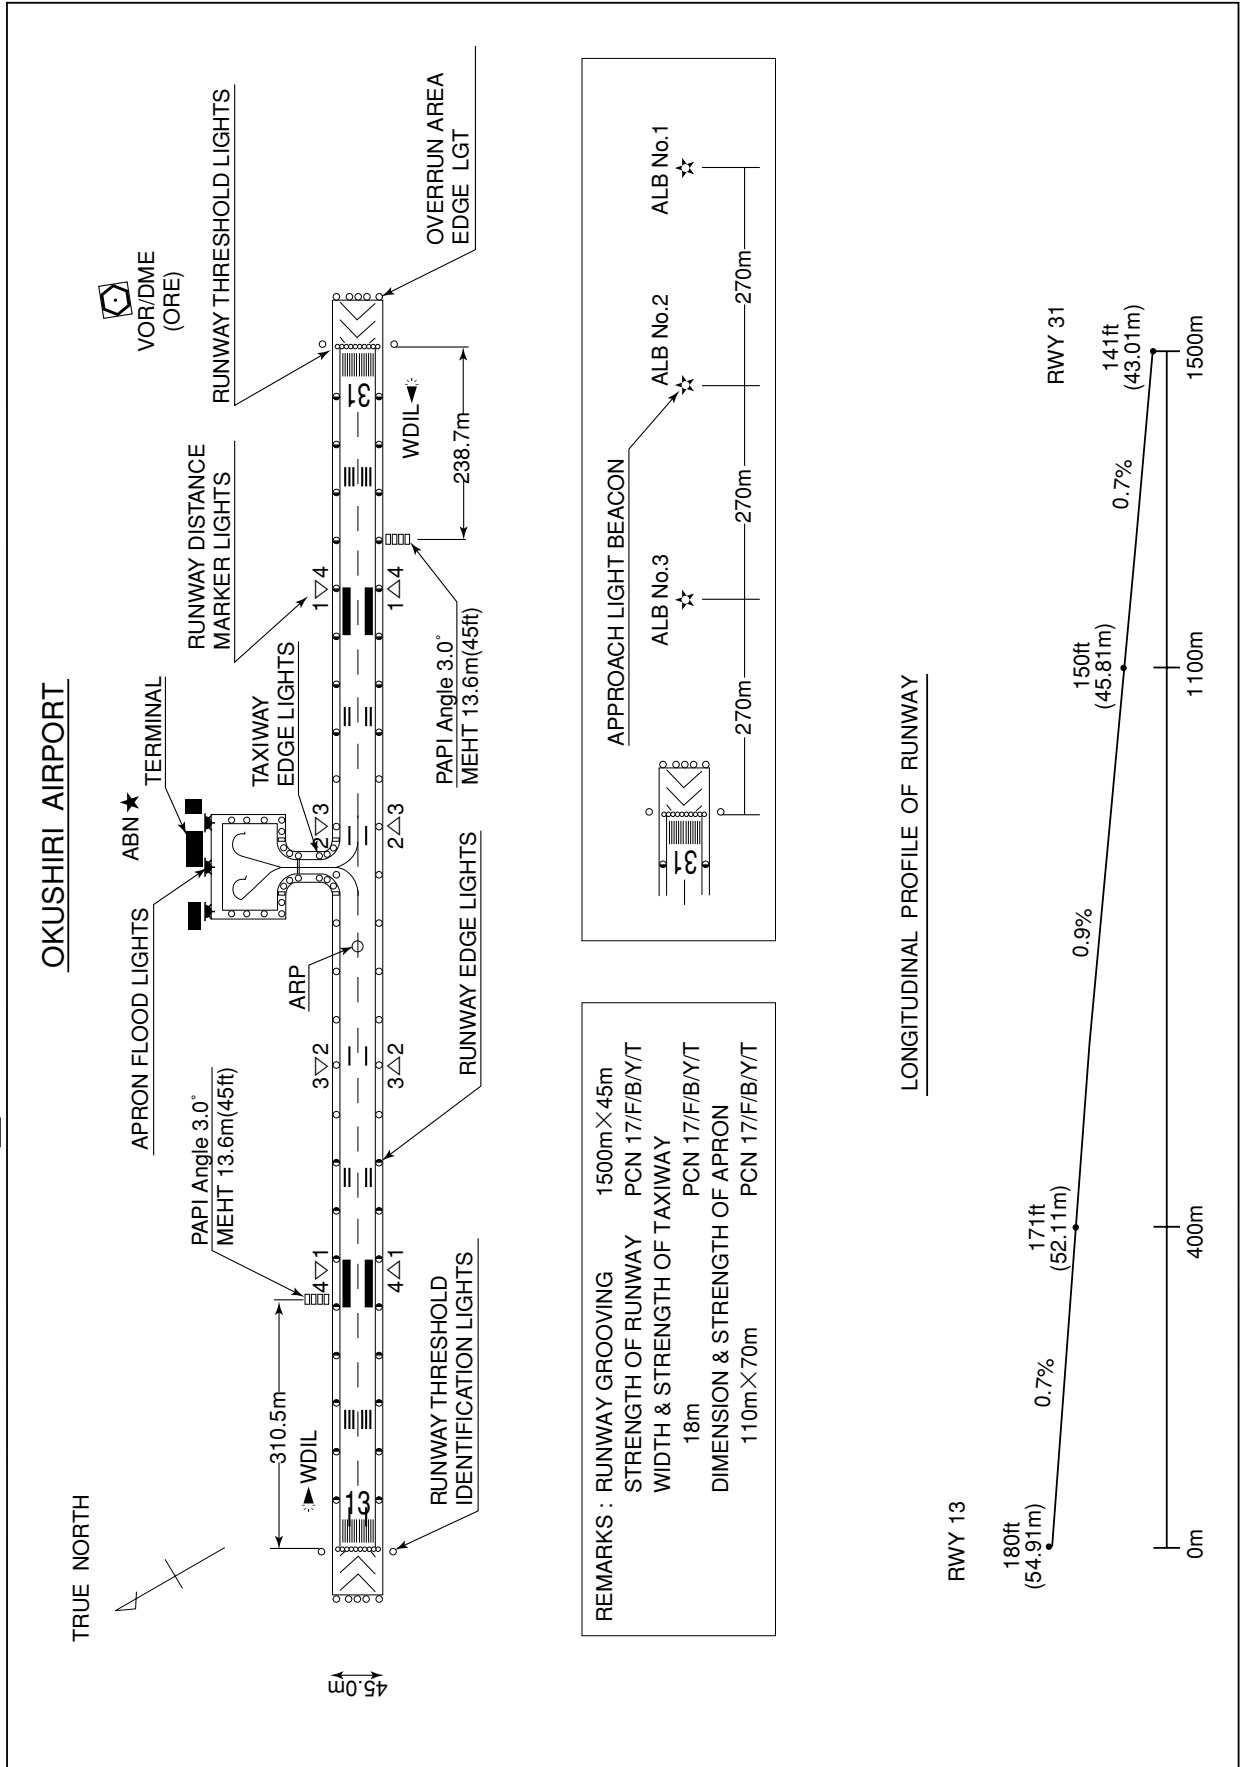 OKUSHIRI AIRPORT
TRUE NORTH
ABN
TERMINAL
APRON FLOOD LIGHTS
VOR/DME
(ORE)
RUNWAY THRESHOLD LIGHTS
RUNWAY DISTANCE
MARKER LIGHTS
TAXIWAY
EDGE LIGHTS
PAPI Angle 3.0°
MEHT 13.6m(45ft)
310.5m
WDIL
ARP
45.0m
13
31
4 1
3 2
2 3
1 4
4 1
3 2
2 3
1 4
WDIL
238.7m
RUNWAY THRESHOLD
IDENTIFICATION LIGHTS
RUNWAY EDGE LIGHTS
PAPI Angle 3.0°
MEHT 13.6m(45ft)
OVERRUN AREA
EDGE LGT
REMARKS : RUNWAY GROOVING 1500m×45m
STRENGTH OF RUNWAY PCN 17/F/B/Y/T
WIDTH & STRENGTH OF TAXIWAY
18m PCN 17/F/B/Y/T
DIMENSION & STRENGTH OF APRON
110m×70m PCN 17/F/B/Y/T
APPROACH LIGHT BEACON
ALB No.3
ALB No.2
ALB No.1
31
270m
270m
270m
LONGITUDINAL PROFILE OF RUNWAY
RWY 13
RWY 31
180ft
(54.91m)
171ft
(52.11m)
150ft
(45.81m)
141ft
(43.01m)
0.7%
0.9%
0.7%
0m
400m
1100m
1500m